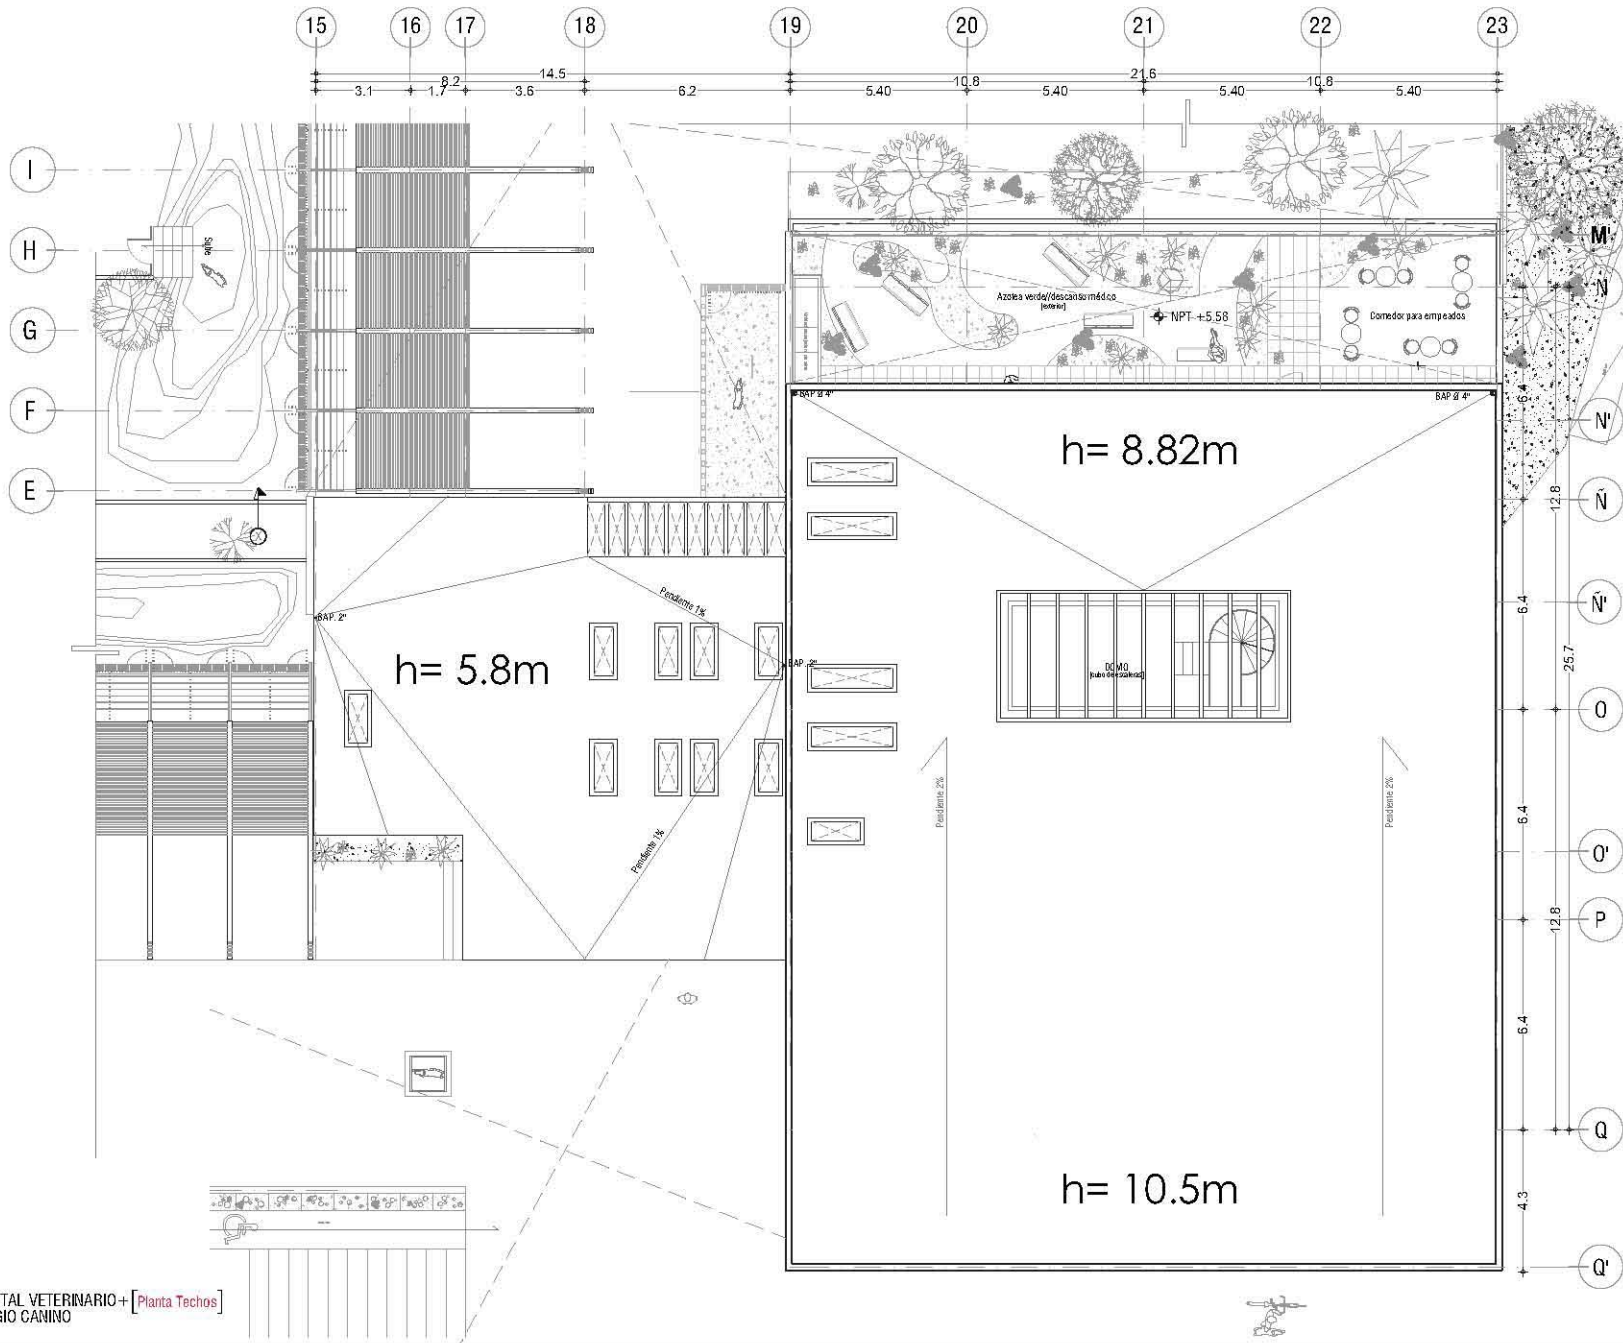 15 16 17 18 19 20 21 22 23
14.5 21.6
8.2 10.8 10.8
3.1 1.7 3.6 6.2 5.40 5.40 5.40 5.40
I
H
G
F
E
Sube
M'
N
N'
Ñ
Ñ'
O
O'
P
Q
Q'
6.4
12.8
6.4
25.7
6.4
12.8
6.4
4.3
Azotea verde//descanso médico
[exterior]
NPT +5.58
Comedor para empleados
BAP Ø 4"
BAP Ø 4"
h= 8.82m
BAP. 2"
Pendiente 1%
h= 5.8m
BAP. 2"
DOMO
[cubo de escaleras]
Pendiente 2%
Pendiente 2%
Pendiente 1%
h= 10.5m
TAL VETERINARIO+[Planta Techos]
GIO CANINO